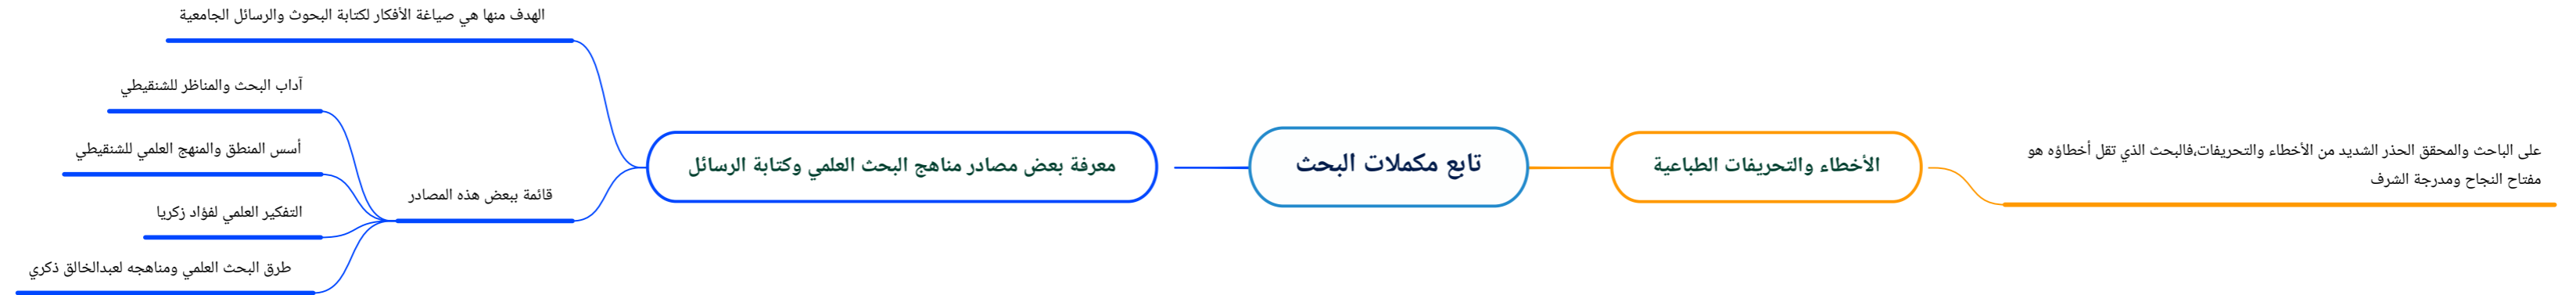 تابع مكملات البحث
الأخطاء والتحريفات الطباعية
على الباحث والمحقق الحذر الشديد من الأخطاء والتحريفات،فالبحث الذي تقل أخطاؤه هو
مفتاح النجاح ومدرجة الشرف
معرفة بعض مصادر مناهج البحث العلمي وكتابة الرسائل
الهدف منها هي صياغة الأفكار لكتابة البحوث والرسائل الجامعية
قائمة ببعض هذه المصادر
آداب البحث والمناظر للشنقيطي
أسس المنطق والمنهج العلمي للشنقيطي
التفكير العلمي لفؤاد زكريا
طرق البحث العلمي ومناهجه لعبدالخالق ذكري